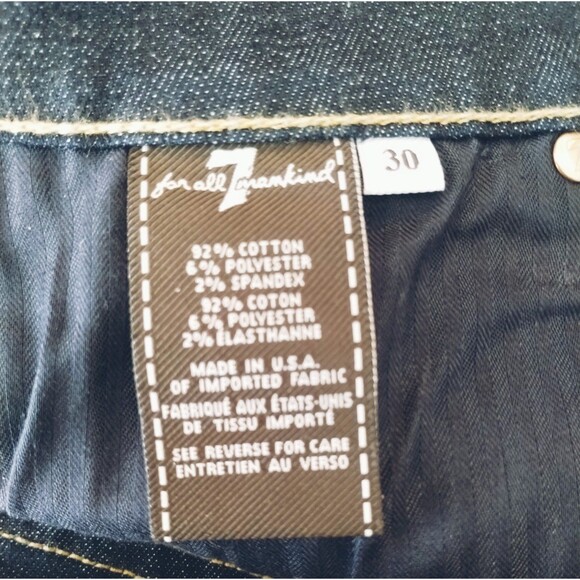 7
for all mankind
30
92% COTTON
6% POLYESTER
2% SPANDEX
92% COTON
6% POLYESTER
2% ÉLASTHANNE
MADE IN U.S.A.
OF IMPORTED FABRIC
FABRIQUÉ AUX ÉTATS-UNIS
DE TISSU IMPORTÉ
SEE REVERSE FOR CARE
ENTRETIEN AU VERSO